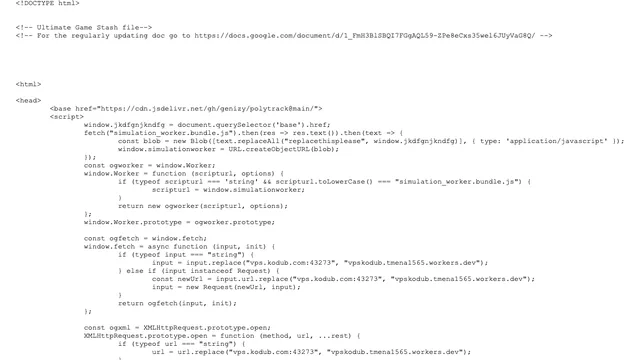 <!DOCTYPE html>
<!-- Ultimate Game Stash file-->
<!-- For the regularly updating doc go to https://docs.google.com/document/d/1_FmH3BlSBQI7FGgAQL59-ZPe8eCxs35wel6JUyVaG0/ -->
<html>
<head>
<base href="https://cdn.jsdelivr.net/gh/genizy/polytrack@main/">
<script>
window.jkdfgnjkndfg = document.querySelector('base').href;
fetch("simulation_worker.bundle.js").then(res => res.text()).then(text => {
const blob = new Blob([text.replaceAll("replacethisplease", window.jkdfgnjkndfg)], { type: 'application/javascript' });
window.simulationworker = URL.createObjectURL(blob);
});
const ogworker = window.Worker;
window.Worker = function (scripturl, options) {
if (typeof scripturl === 'string' && scripturl.toLowerCase() === "simulation_worker.bundle.js") {
scripturl = window.simulationworker;
}
return new ogworker(scripturl, options);
};
window.Worker.prototype = ogworker.prototype;
const ogfetch = window.fetch;
window.fetch = async function (input, init) {
if (typeof input === "string") {
input = input.replace("vps.kodub.com:43273", "vpskodub.tmena1565.workers.dev");
} else if (input instanceof Request) {
const newUrl = input.url.replace("vps.kodub.com:43273", "vpskodub.tmena1565.workers.dev");
input = new Request(newUrl, input);
}
return ogfetch(input, init);
};
const ogxml = XMLHttpRequest.prototype.open;
XMLHttpRequest.prototype.open = function (method, url, ...rest) {
if (typeof url === "string") {
url = url.replace("vps.kodub.com:43273", "vpskodub.tmena1565.workers.dev");
}